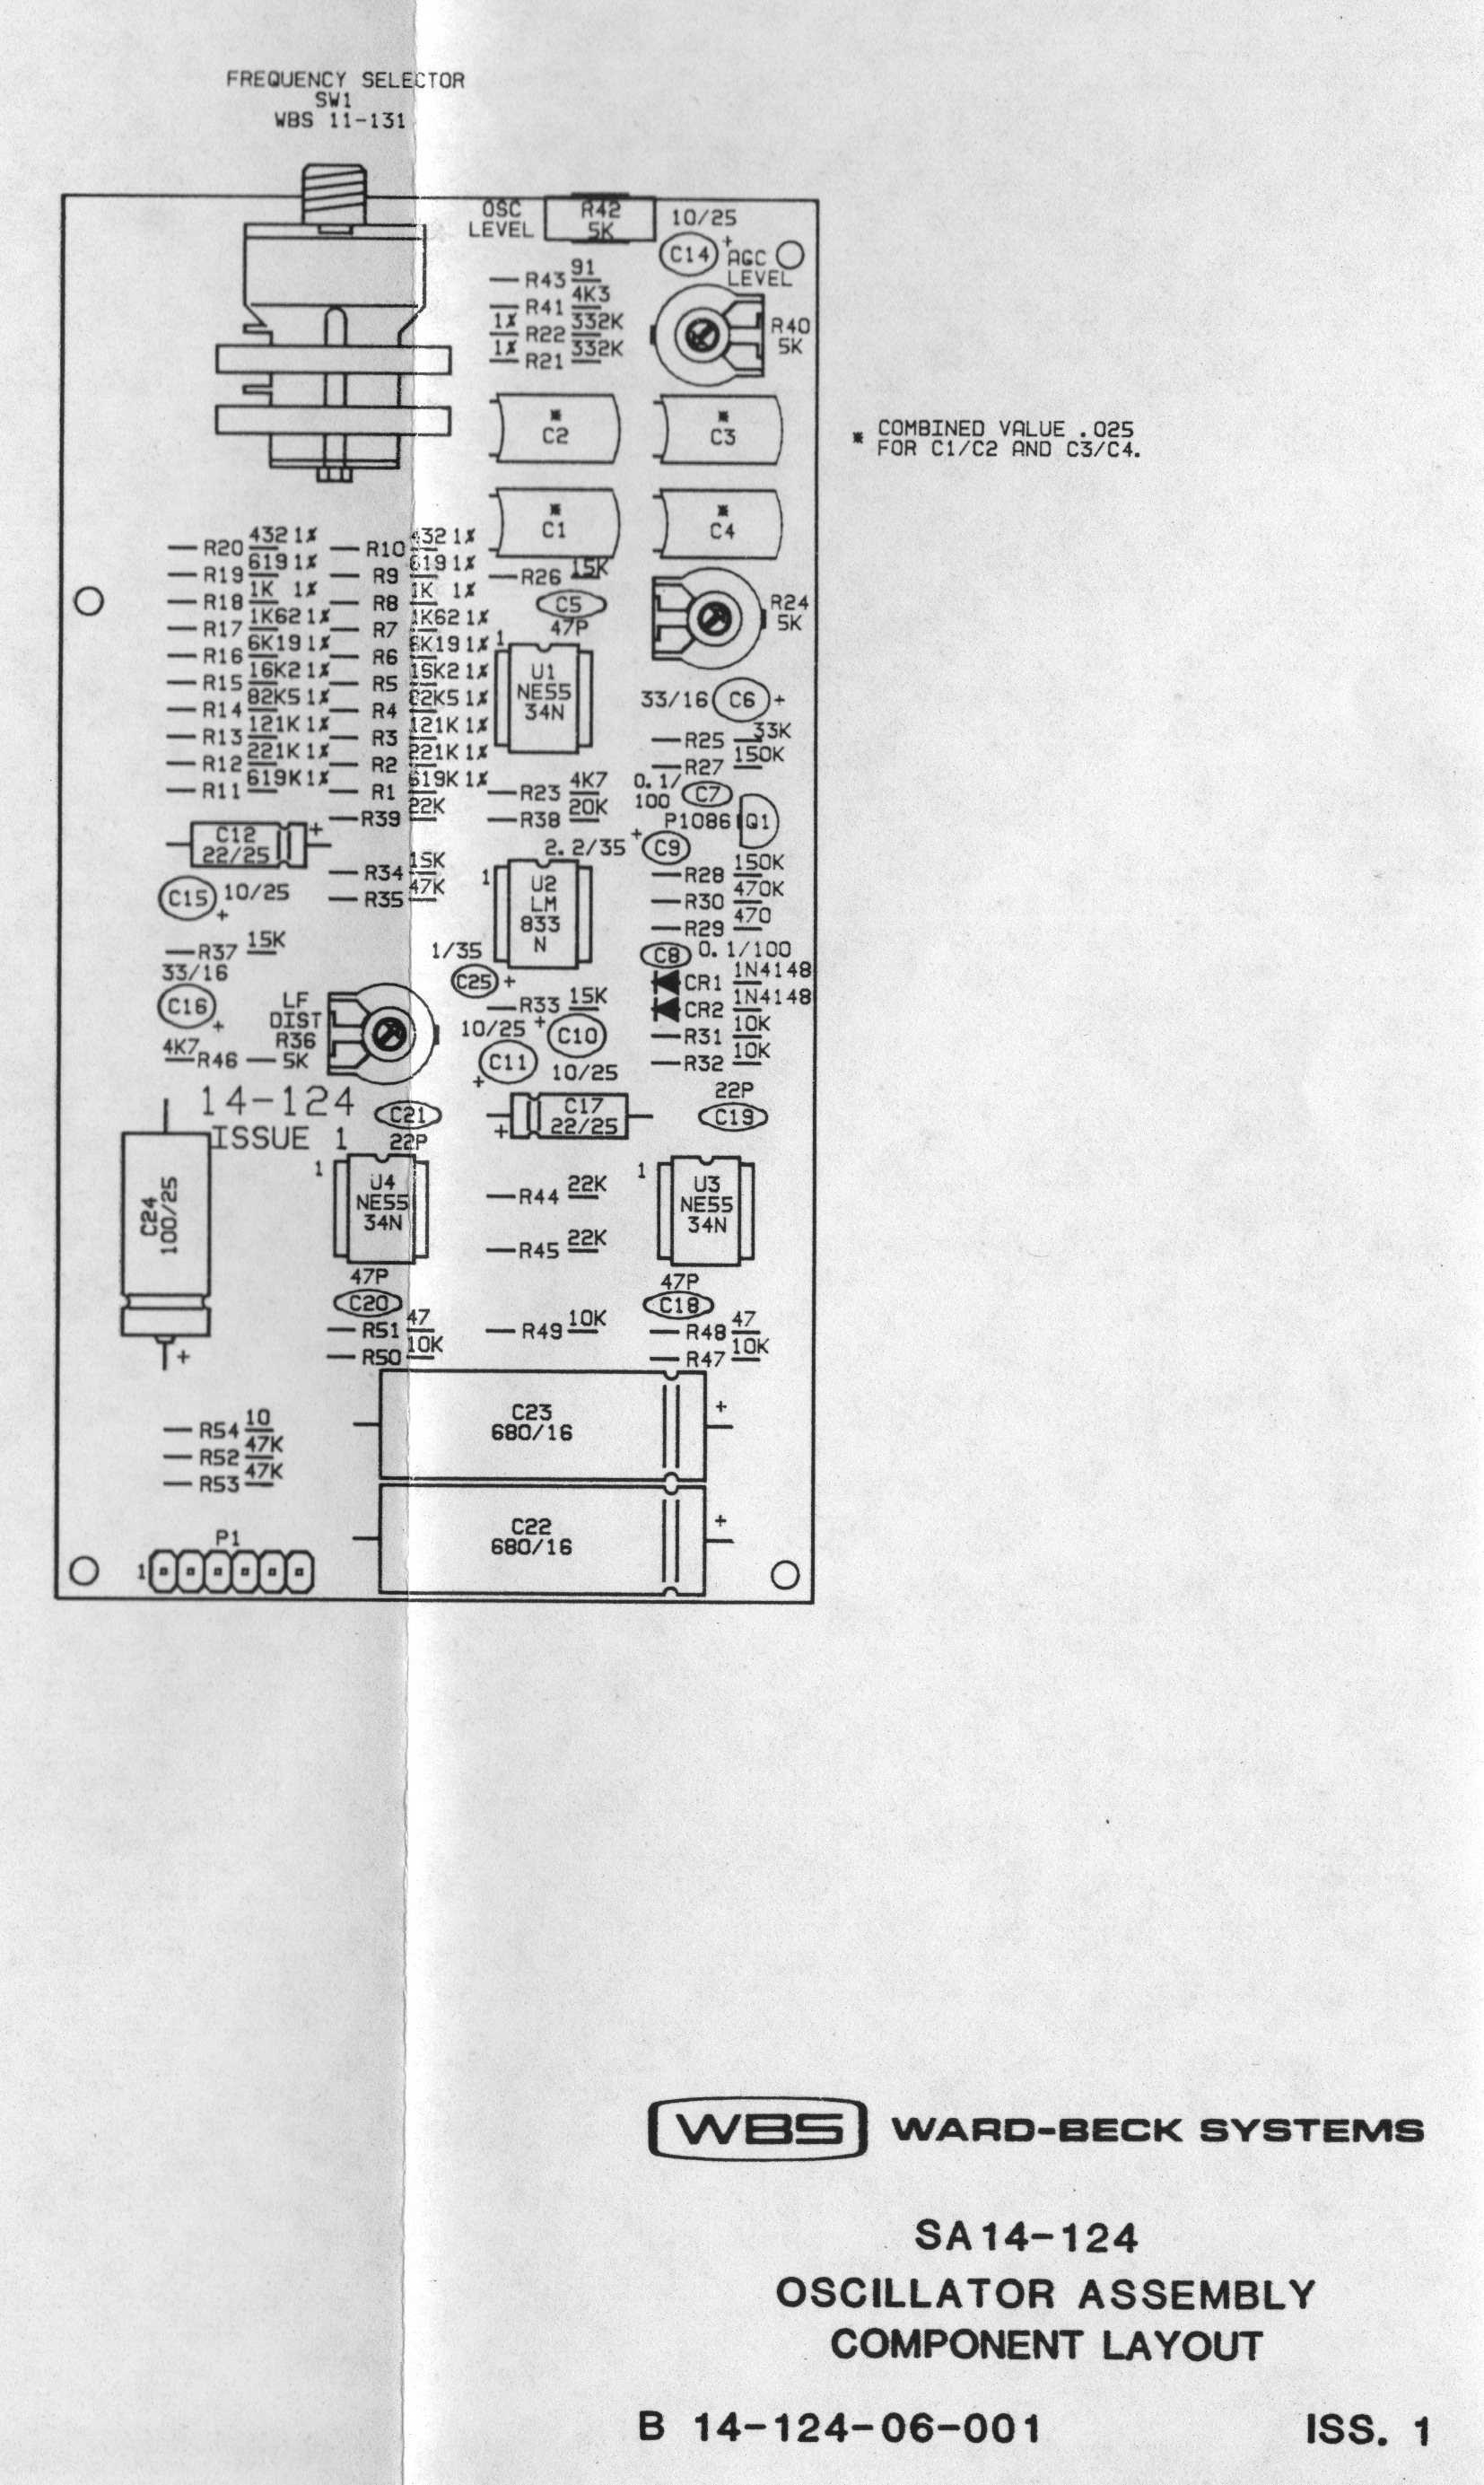 FREQUENCY SELECTOR
SW1
WBS 11-131
OSC
LEVEL
R42
5K
10/25
C14
+
AGC
LEVEL
R43 91
R41 4K3
1% R22 332K
1% R21 332K
R40
5K
*
C2
*
C3
* COMBINED VALUE .025
FOR C1/C2 AND C3/C4.
*
C1
*
C4
R20 432 1%
R19 619 1%
R18 1K 1%
R17 1K62 1%
R16 6K19 1%
R15 16K2 1%
R14 82K5 1%
R13 121K 1%
R12 221K 1%
R11 619K 1%
R10 432 1%
R9 619 1%
R8 1K 1%
R7 1K62 1%
R6 6K19 1%
R5 16K2 1%
R4 82K5 1%
R3 121K 1%
R2 221K 1%
R1 619K 1%
R39 22K
R26 15K
C5
47P
R24
5K
1
U1
NE55
34N
33/16 C6 +
R25 33K
R27 150K
R23 4K7
R38 20K
0.1/
100
C7
P1086 Q1
C12
22/25
+
2.2/35
+
C9
R34 15K
R35 47K
C15 10/25
+
1
U2
LM
833
N
R28 150K
R30 470K
R29 470
R37 15K
33/16
C16
+
1/35
C25 +
C8 0.1/100
CR1 1N4148
CR2 1N4148
LF
DIST
R36
5K
R33 15K
10/25
+
C10
C11
+
10/25
R31 10K
R32 10K
4K7
R46
14-124
ISSUE 1
C21
22P
C17
22/25
+
22P
C19
C24
100/25
+
1
U4
NE55
34N
R44 22K
R45 22K
1
U3
NE55
34N
47P
C20
47P
C18
R51 47
R50 10K
R49 10K
R48 47
R47 10K
C23
680/16
+
R54 10
R52 47K
R53 47K
C22
680/16
+
P1
1
WBS WARD-BECK SYSTEMS
SA14-124
OSCILLATOR ASSEMBLY
COMPONENT LAYOUT
B 14-124-06-001 ISS. 1